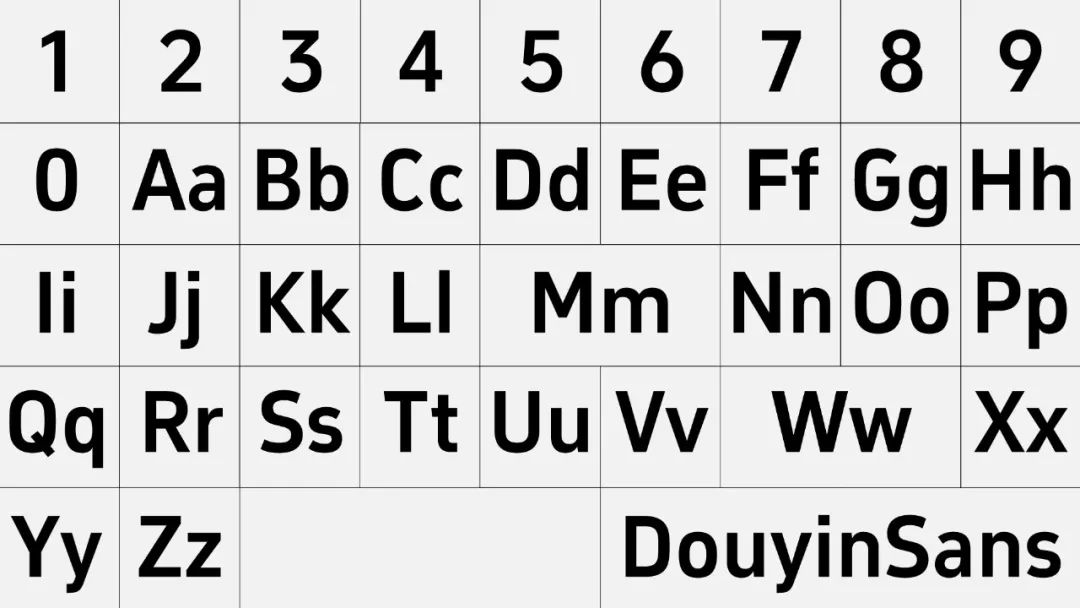 1 2 3 4 5 6 7 8 9
0 Aa Bb Cc Dd Ee Ff Gg Hh
Ii Jj Kk Ll Mm Nn Oo Pp
Qq Rr Ss Tt Uu Vv Ww Xx
Yy Zz DouyinSans